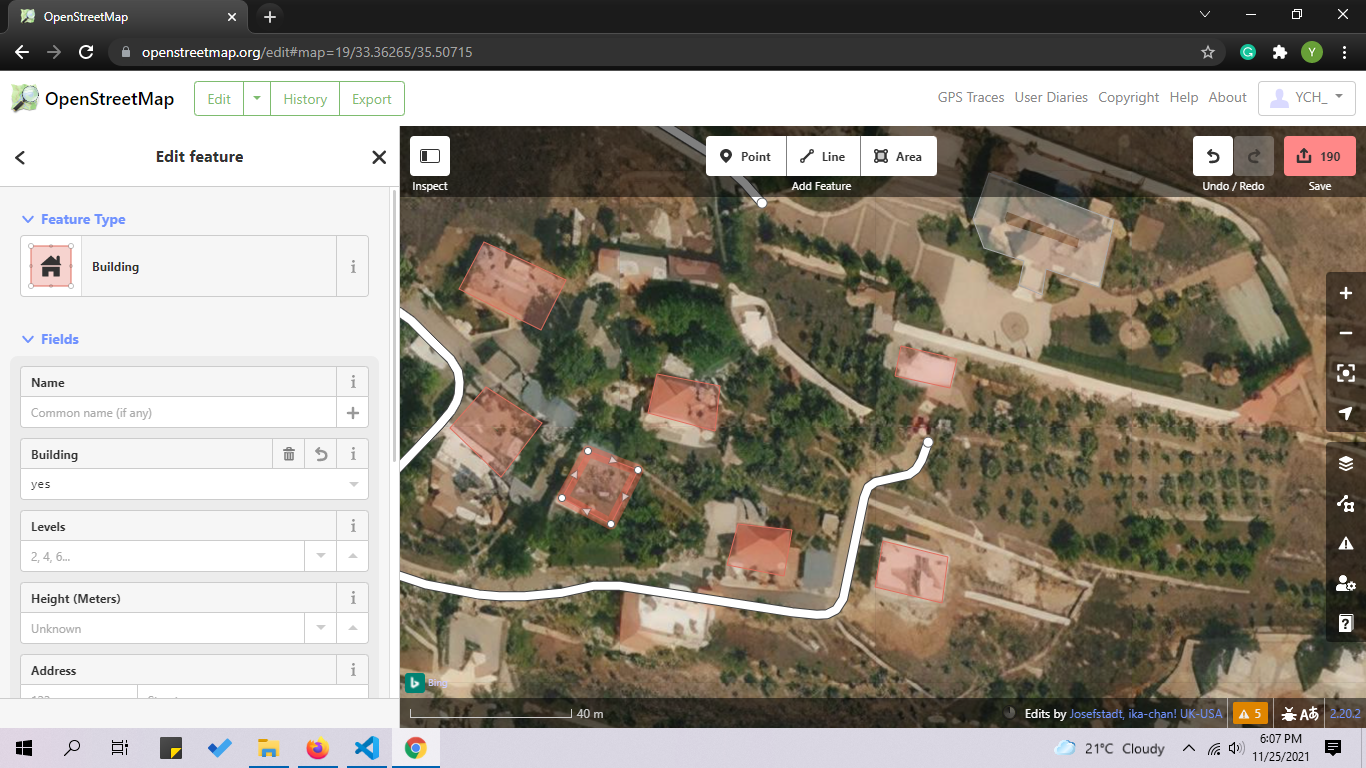 OpenStreetMap
openstreetmap.org/edit#map=19/33.36265/35.50715
Y
OpenStreetMap
Edit
History
Export
GPS Traces
User Diaries
Copyright
Help
About
YCH_
Edit feature
Inspect
Point
Line
Area
Add Feature
Undo / Redo
190
Save
Feature Type
Building
Fields
Name
Common name (if any)
Building
yes
Levels
2, 4, 6...
Height (Meters)
Unknown
Address
Bing
40 m
Edits by Josefstadt, ika-chan! UK-USA
5
2.20.2
21°C Cloudy
6:07 PM
11/25/2021